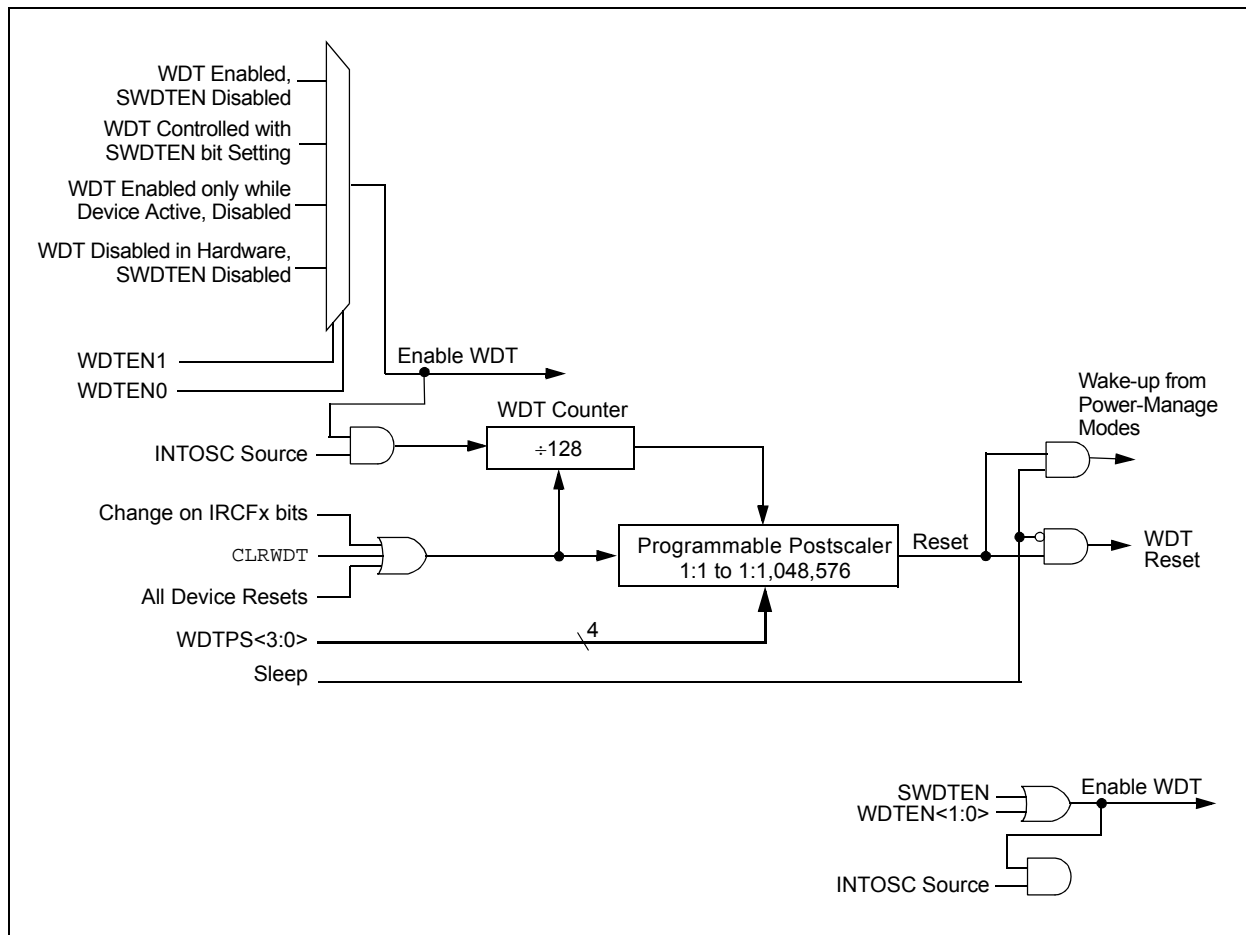 WDT Enabled,
SWDTEN Disabled
WDT Controlled with
SWDTEN bit Setting
WDT Enabled only while
Device Active, Disabled
WDT Disabled in Hardware,
SWDTEN Disabled
WDTEN1
WDTEN0
Enable WDT
WDT Counter
÷128
INTOSC Source
Wake-up from
Power-Manage
Modes
Change on IRCFx bits
CLRWDT
All Device Resets
Programmable Postscaler
1:1 to 1:1,048,576
Reset
WDT
Reset
WDTPS<3:0>
4
Sleep
SWDTEN
WDTEN<1:0>
Enable WDT
INTOSC Source